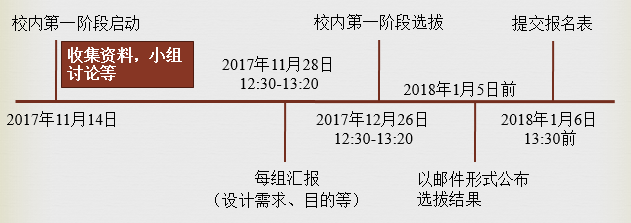 校内第一阶段启动
校内第一阶段选拔
提交报名表
收集资料，小组
讨论等
2017年11月28日
12:30-13:20
2018年1月5日前
2017年11月14日
2017年12月26日
12:30-13:20
2018年1月6日
13:30前
每组汇报
（设计需求、目的等）
以邮件形式公布
选拔结果